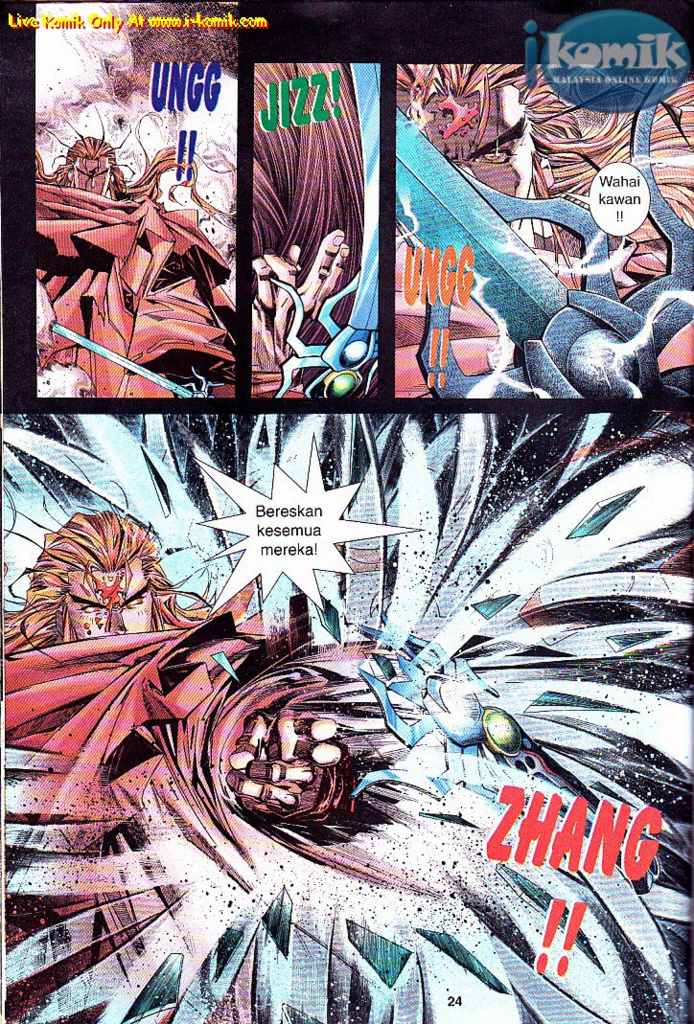 Live Komik Only At www.i-komik.com
ikomik
MALAYSIA ONLINE KOMIK
UNGG
!!
JIZZ!
Wahai
kawan
!!
UNGG
!!
Bereskan
kesemua
mereka!
ZHANG
!!
24